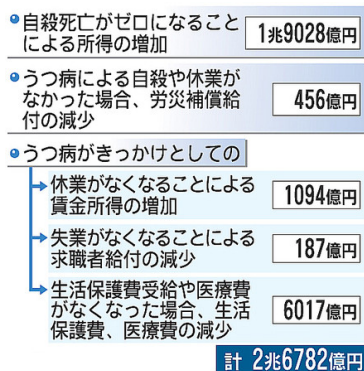 自殺死亡がゼロになること
による所得の増加
1兆9028億円
うつ病による自殺や休業が
なかった場合、労災補償給
付の減少
456億円
うつ病がきっかけとしての
休業がなくなることによる
賃金所得の増加
1094億円
失業がなくなることによる
求職者給付の減少
187億円
生活保護費受給や医療費
がなくなった場合、生活
保護費、医療費の減少
6017億円
計 2兆6782億円